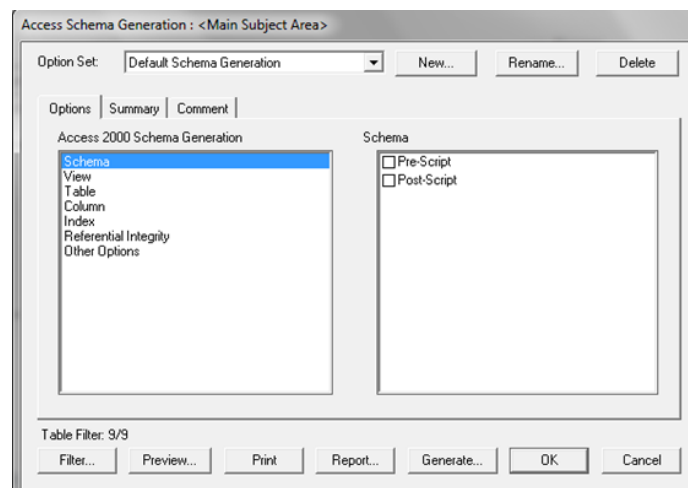 Access Schema Generation : <Main Subject Area>
Option Set: Default Schema Generation New... Rename... Delete
Options Summary Comment
Access 2000 Schema Generation Schema
Schema Pre-Script
View Post-Script
Table
Column
Index
Referential Integrity
Other Options
Table Filter: 9/9
Filter... Preview... Print Report... Generate... OK Cancel